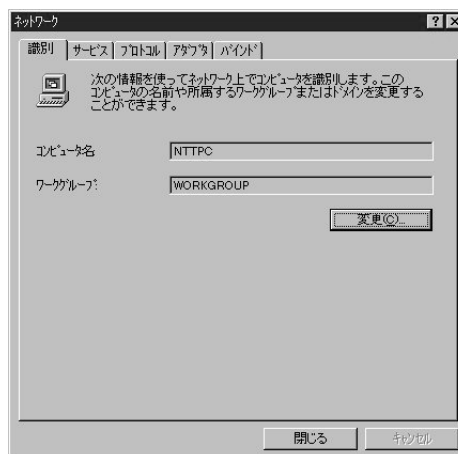 ネットワーク
識別 サービス プロトコル アダプタ バインド
次の情報を使ってネットワーク上でコンピュータを識別します。この
コンピュータの名前や所属するワークグループまたはドメインを変更する
ことができます。
コンピュータ名 NTTPC
ワークグループ: WORKGROUP
変更(C)...
閉じる キャンセル